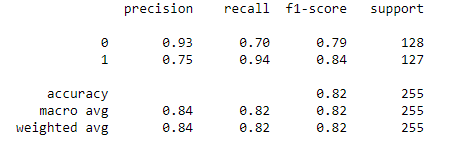 precision recall f1-score support
0 0.93 0.70 0.79 128
1 0.75 0.94 0.84 127
accuracy 0.82 255
macro avg 0.84 0.82 0.82 255
weighted avg 0.84 0.82 0.82 255